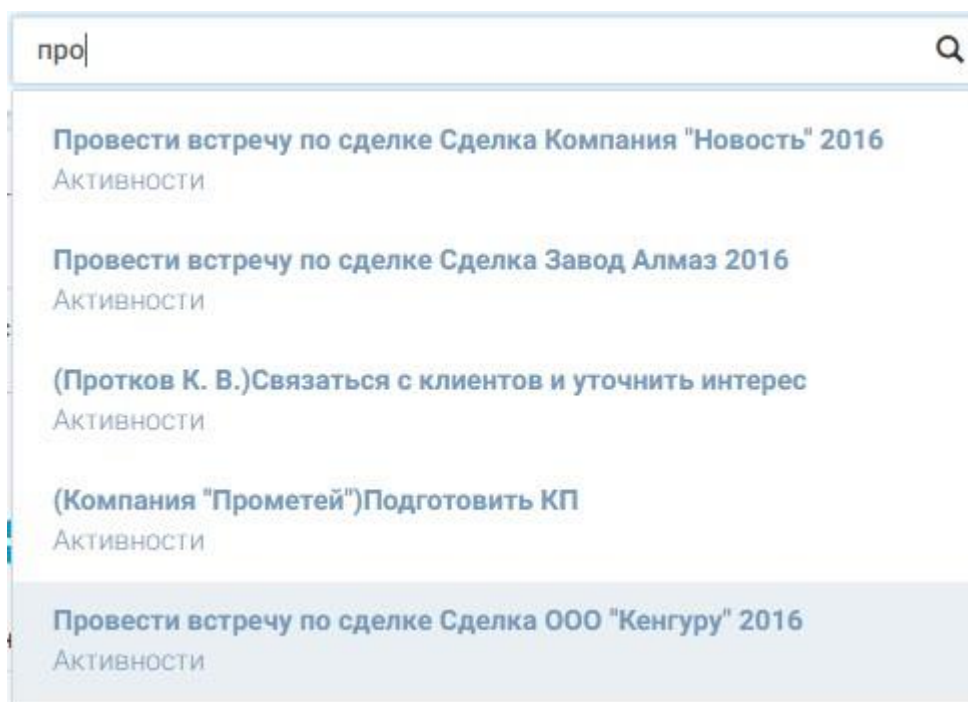 про
Провести встречу по сделке Сделка Компания "Новость" 2016
Активности
Провести встречу по сделке Сделка Завод Алмаз 2016
Активности
(Протков К. В.)Связаться с клиентов и уточнить интерес
Активности
(Компания "Прометей")Подготовить КП
Активности
Провести встречу по сделке Сделка ООО "Кенгуру" 2016
Активности